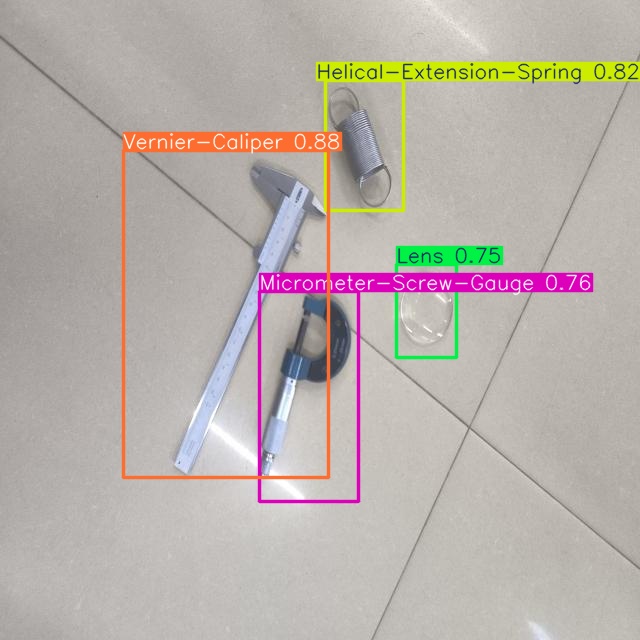 Helical-Extension-Spring 0.82
Vernier-Caliper 0.88
Lens 0.75
Micrometer-Screw-Gauge 0.76